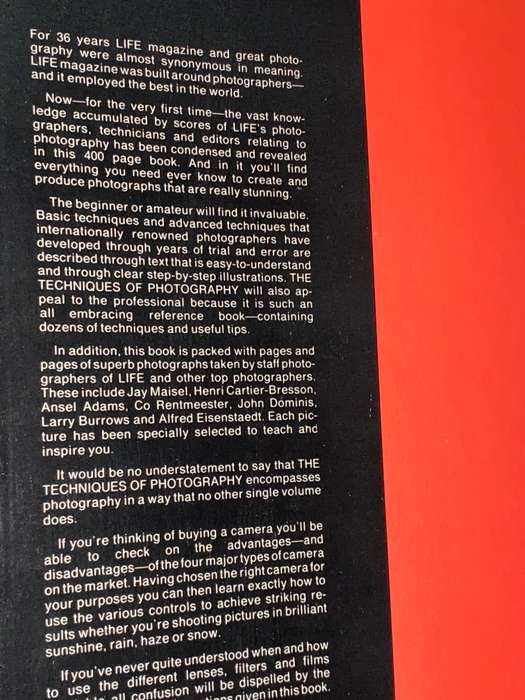 For 36 years LIFE magazine and great photo-
graphy were almost synonymous in meaning.
LIFE magazine was built around photographers—
and it employed the best in the world.
Now—for the very first time—the vast know-
ledge accumulated by scores of LIFE's photo-
graphers, technicians and editors relating to
photography has been condensed and revealed
in this 400 page book. And in it you'll find
everything you need ever know to create and
produce photographs that are really stunning.
The beginner or amateur will find it invaluable.
Basic techniques and advanced techniques that
internationally renowned photographers have
developed through years of trial and error are
described through text that is easy-to-understand
and through clear step-by-step illustrations. THE
TECHNIQUES OF PHOTOGRAPHY will also ap-
peal to the professional because it is such an
all embracing reference book—containing
dozens of techniques and useful tips.
In addition, this book is packed with pages and
pages of superb photographs taken by staff photo-
graphers of LIFE and other top photographers.
These include Jay Maisel, Henri Cartier-Bresson,
Ansel Adams, Co Rentmeester, John Dominis,
Larry Burrows and Alfred Eisenstaedt. Each pic-
ture has been specially selected to teach and
inspire you.
It would be no understatement to say that THE
TECHNIQUES OF PHOTOGRAPHY encompasses
photography in a way that no other single volume
does.
If you're thinking of buying a camera you'll be
able to check on the advantages—and
disadvantages—of the four major types of camera
on the market. Having chosen the right camera for
your purposes you can then learn exactly how to
use the various controls to achieve striking re-
sults whether you're shooting pictures in brilliant
sunshine, rain, haze or snow.
If you've never quite understood when and how
to use the different lenses, filters and films
all confusion will be dispelled by the
given in this book.